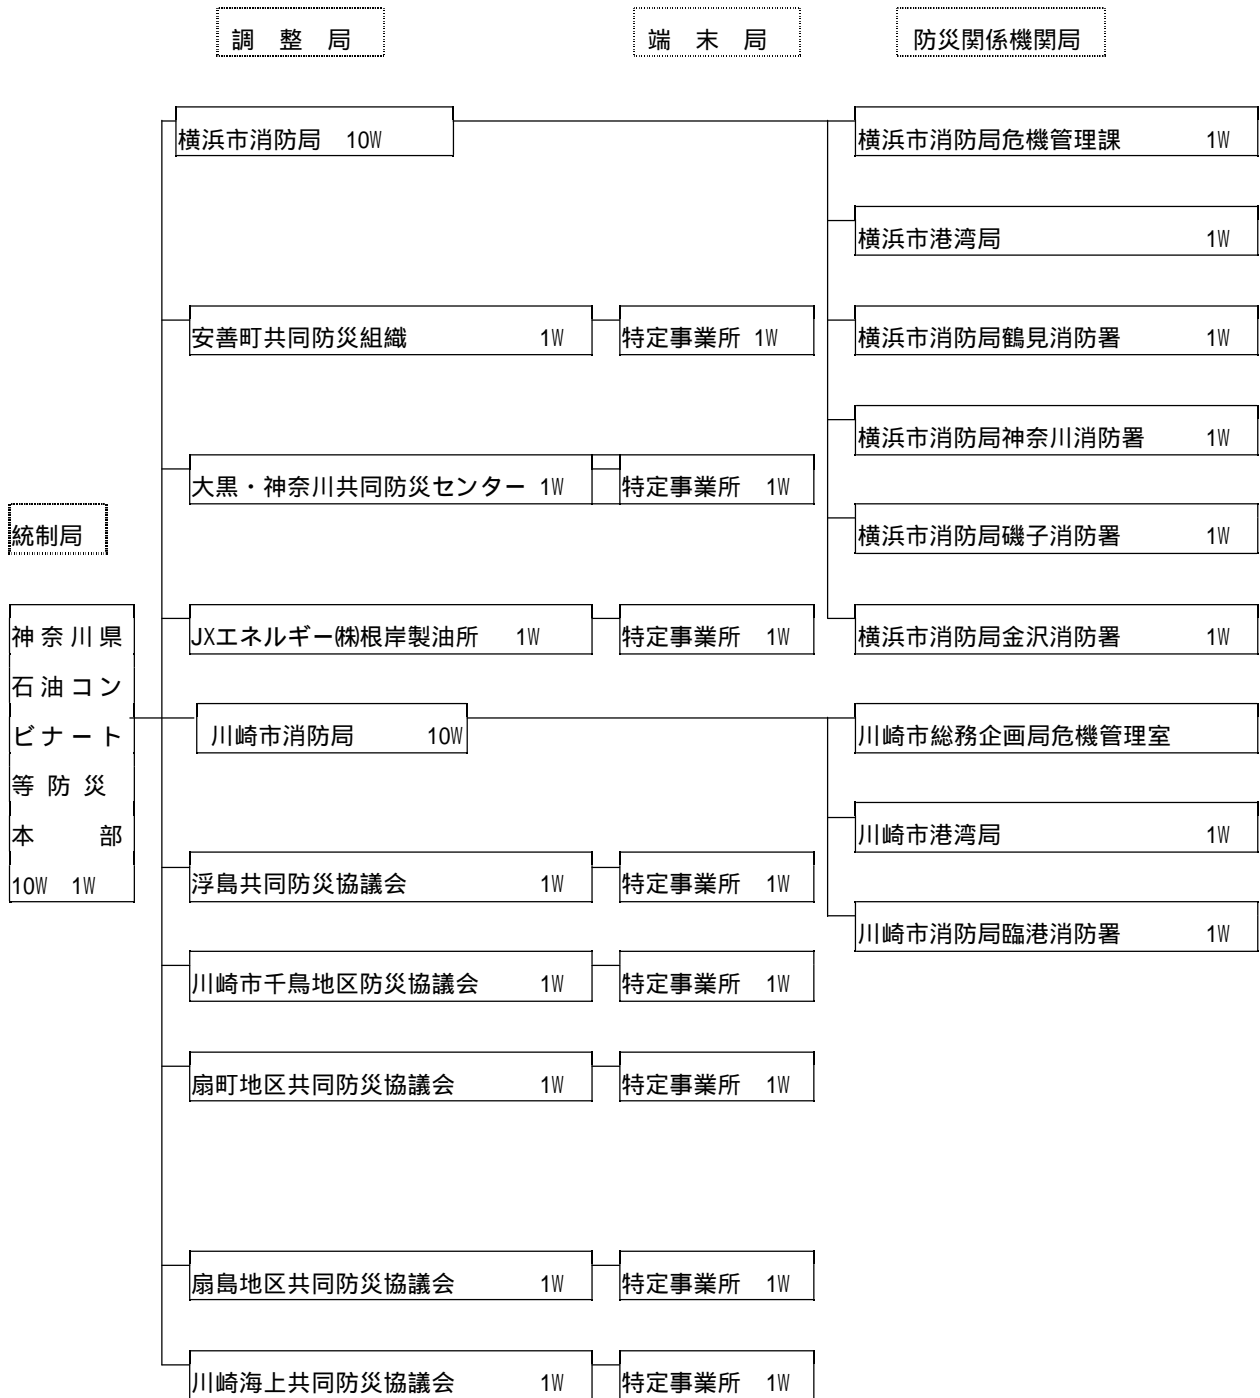 調 整 局 端 末 局 防災関係機関局
横浜市消防局 10W 横浜市消防局危機管理課 1W
横浜市港湾局 1W
安善町共同防災組織 1W 特定事業所 1W 横浜市消防局鶴見消防署 1W
横浜市消防局神奈川消防署 1W
大黒・神奈川共同防災センター 1W 特定事業所 1W
統制局 横浜市消防局磯子消防署 1W
神奈川県
石油コン
ビナート
等防災
本 部
10W 1W
JXエネルギー㈱根岸製油所 1W 特定事業所 1W 横浜市消防局金沢消防署 1W
川崎市消防局 10W 川崎市総務企画局危機管理室
川崎市港湾局 1W
浮島共同防災協議会 1W 特定事業所 1W
川崎市消防局臨港消防署 1W
川崎市千鳥地区防災協議会 1W 特定事業所 1W
扇町地区共同防災協議会 1W 特定事業所 1W
扇島地区共同防災協議会 1W 特定事業所 1W
川崎海上共同防災協議会 1W 特定事業所 1W